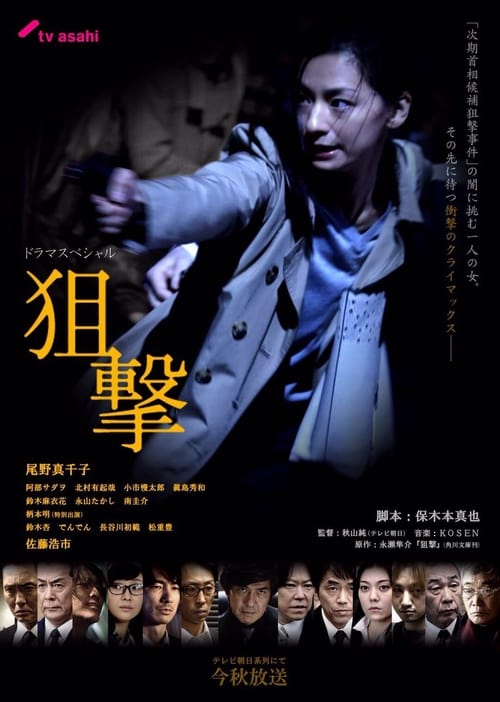 tv asahi
「次期首相候補狙撃事件」の闇に挑む一人の女。
その先に待つ衝撃のクライマックス――
ドラマスペシャル
狙撃
尾野真千子
阿部サダヲ 北村有起哉 小市慢太郎 眞島秀和
鈴木麻衣花 永山たかし 南圭介
柄本明(特別出演)
鈴木杏 でんでん 長谷川初範 松重豊
佐藤浩市
脚本:保木本真也
監督:秋山純(テレビ朝日) 音楽:KOSEN
原作:永瀬隼介『狙撃』(角川文庫刊)
テレビ朝日系列にて
今秋放送